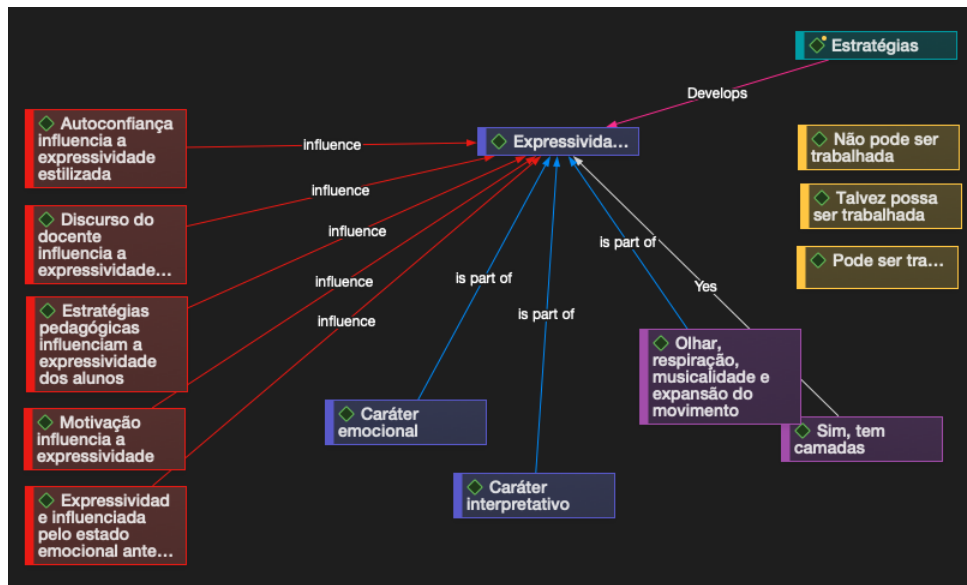 Estratégias
Develops
Autoconfiança
influencia a
expressividade
estilizada
influence
Expressivida...
Não pode ser
trabalhada
Talvez possa
ser trabalhada
Pode ser tra...
Discurso do
docente
influencia a
expressividade...
influence
influence
is part of
Estratégias
pedagógicas
influenciam a
expressividade
dos alunos
influence
is part of
Yes
influence
is part of
Olhar,
respiração,
musicalidade e
expansão do
movimento
Caráter
emocional
Motivação
influencia a
expressividade
Sim, tem
camadas
Caráter
interpretativo
Expressividad
e influenciada
pelo estado
emocional ante...